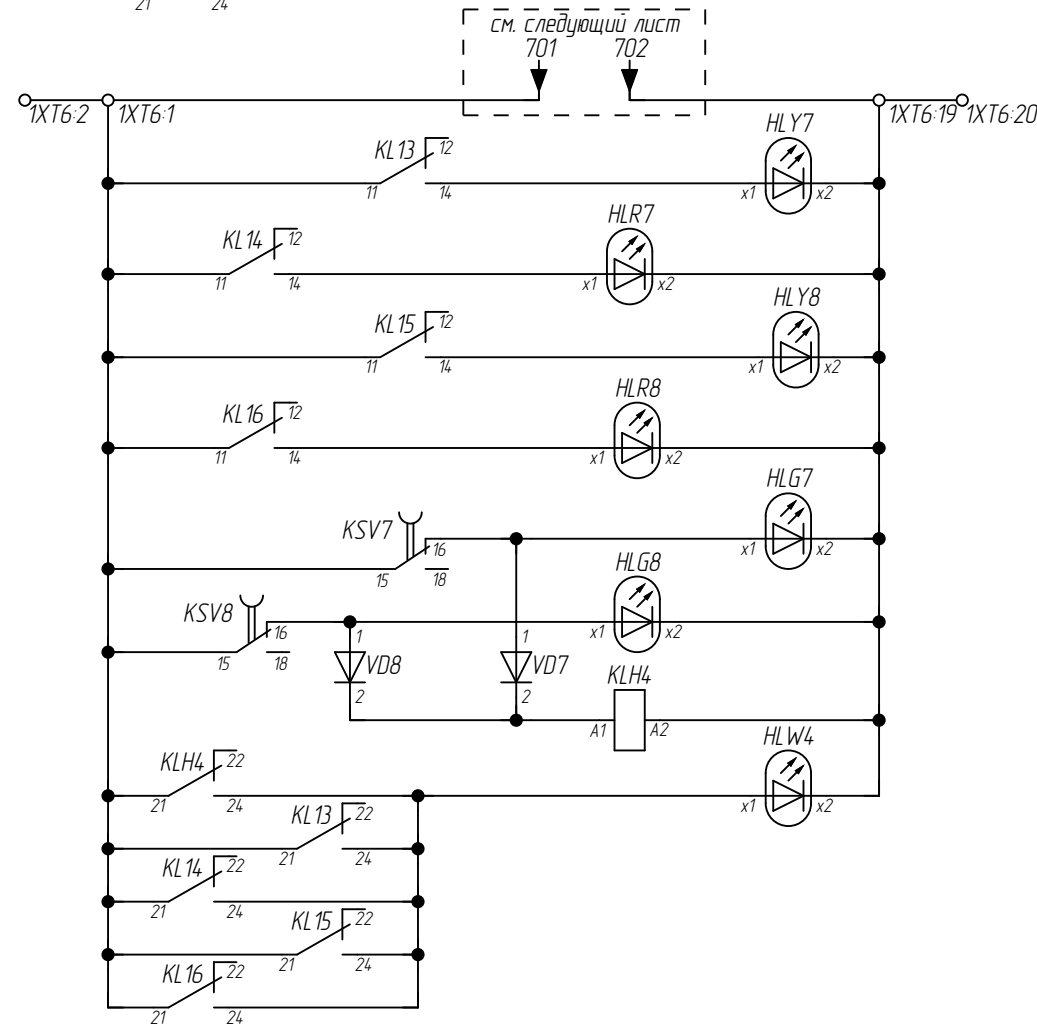 21 24
см. следующий лист
701 702
1XT6:2 1XT6:1 1XT6:19 1XT6:20
HLY7
KL13 12
11 14 x1 x2
HLR7
KL14 12
11 14 x1 x2
HLY8
KL15 12
11 14 x1 x2
HLR8
KL16 12
11 14 x1 x2
HLG7
KSV7 16
15 18 x1 x2
HLG8
KSV8 16
15 18 x1 x2
1 1
VD8 VD7 KLH4
2 2
A1 A2
HLW4
KLH4 22
21 24 x1 x2
KL13 22
21 24
KL14 22
21 24
KL15 22
21 24
KL16 22
21 24